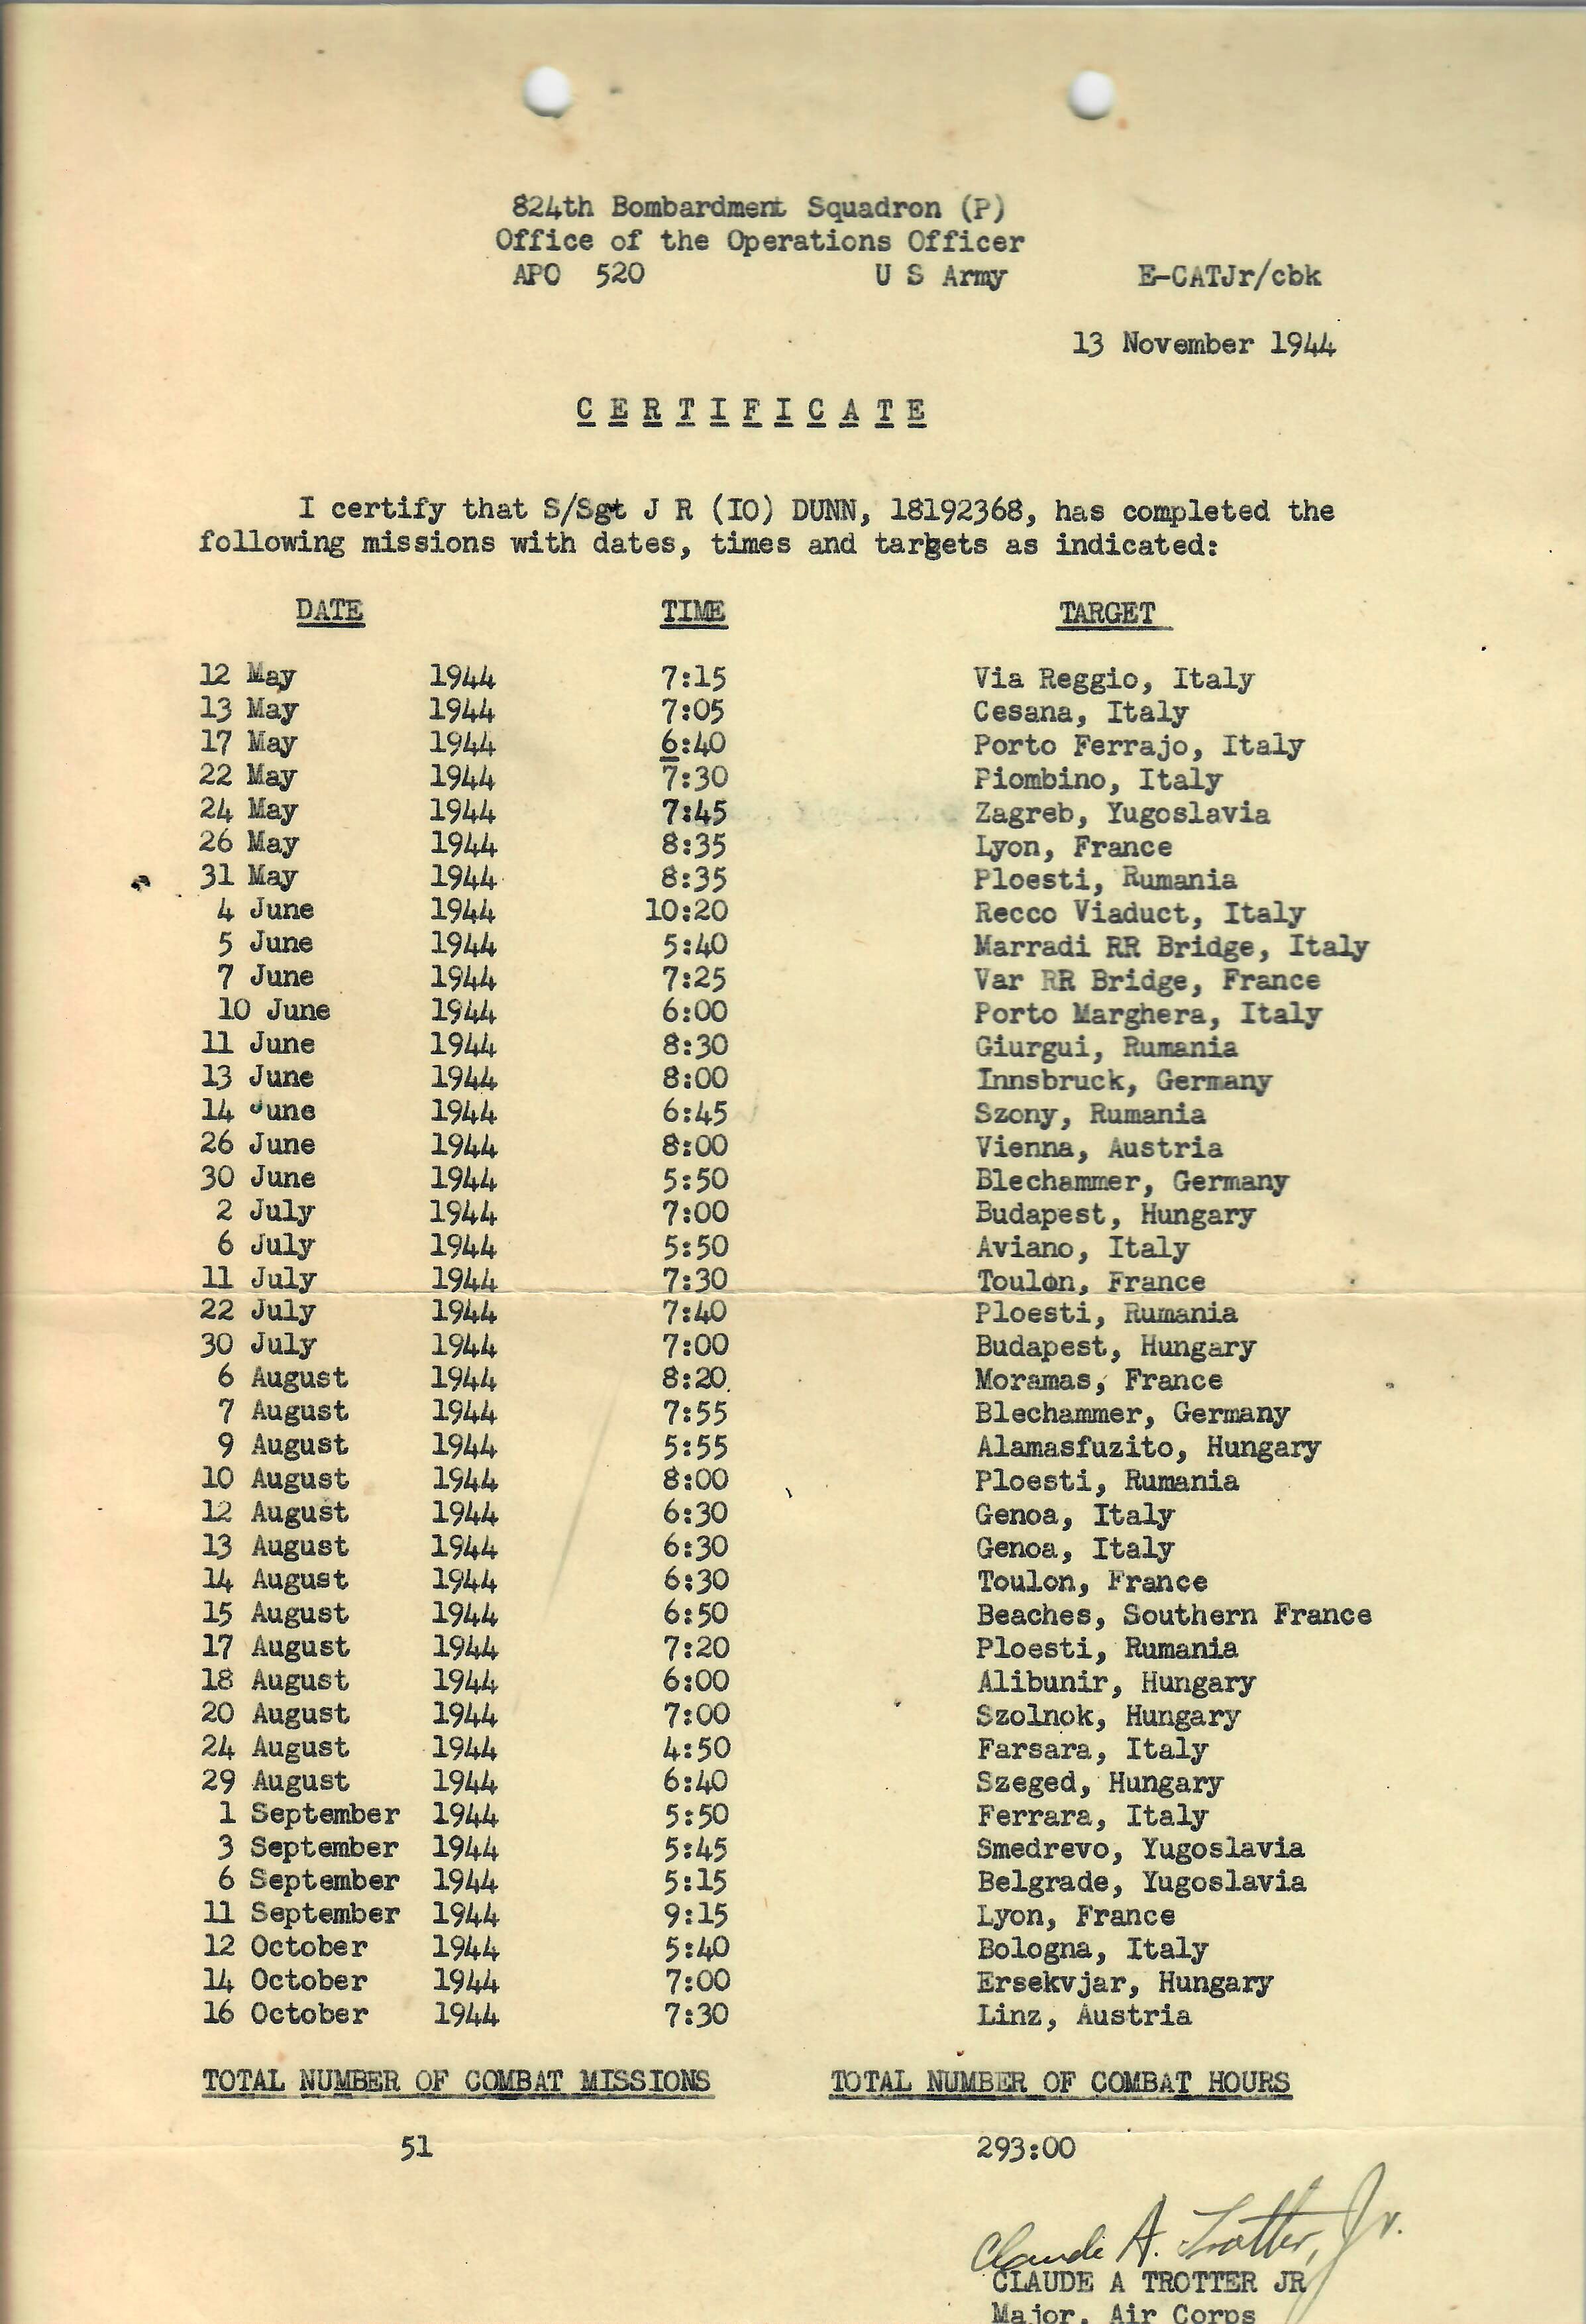 824th Bombardment Squadron (P)
Office of the Operations Officer
APO 520 U S Army E-CATJr/cbk
13 November 1944
C E R T I F I C A T E
I certify that S/Sgt J R (IO) DUNN, 18192368, has completed the
following missions with dates, times and targets as indicated:
DATE TIME TARGET
12 May 1944 7:15 Via Reggio, Italy
13 May 1944 7:05 Cesana, Italy
17 May 1944 6:40 Porto Ferrajo, Italy
22 May 1944 7:30 Piombino, Italy
24 May 1944 7:45 Zagreb, Yugoslavia
26 May 1944 8:35 Lyon, France
31 May 1944 8:35 Ploesti, Rumania
4 June 1944 10:20 Recco Viaduct, Italy
5 June 1944 5:40 Marradi RR Bridge, Italy
7 June 1944 7:25 Var RR Bridge, France
10 June 1944 6:00 Porto Marghera, Italy
11 June 1944 8:30 Giurgui, Rumania
13 June 1944 8:00 Innsbruck, Germany
14 June 1944 6:45 Szony, Rumania
26 June 1944 8:00 Vienna, Austria
30 June 1944 5:50 Blechammer, Germany
2 July 1944 7:00 Budapest, Hungary
6 July 1944 5:50 Aviano, Italy
11 July 1944 7:30 Toulon, France
22 July 1944 7:40 Ploesti, Rumania
30 July 1944 7:00 Budapest, Hungary
6 August 1944 8:20 Moramas, France
7 August 1944 7:55 Blechammer, Germany
9 August 1944 5:55 Alamasfuzito, Hungary
10 August 1944 8:00 Ploesti, Rumania
12 August 1944 6:30 Genoa, Italy
13 August 1944 6:30 Genoa, Italy
14 August 1944 6:30 Toulon, France
15 August 1944 6:50 Beaches, Southern France
17 August 1944 7:20 Ploesti, Rumania
18 August 1944 6:00 Alibunir, Hungary
20 August 1944 7:00 Szolnok, Hungary
24 August 1944 4:50 Farsara, Italy
29 August 1944 6:40 Szeged, Hungary
1 September 1944 5:50 Ferrara, Italy
3 September 1944 5:45 Smedrevo, Yugoslavia
6 September 1944 5:15 Belgrade, Yugoslavia
11 September 1944 9:15 Lyon, France
12 October 1944 5:40 Bologna, Italy
14 October 1944 7:00 Ersekvjar, Hungary
16 October 1944 7:30 Linz, Austria
TOTAL NUMBER OF COMBAT MISSIONS TOTAL NUMBER OF COMBAT HOURS
51 293:00
Claude A. Trotter, Jr.
CLAUDE A TROTTER JR
Major, Air Corps